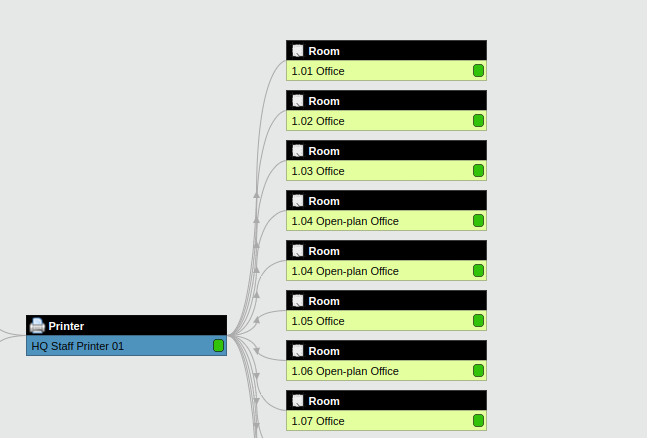 Room
1.01 Office
Room
1.02 Office
Room
1.03 Office
Room
1.04 Open-plan Office
Room
1.04 Open-plan Office
Room
1.05 Office
Printer
HQ Staff Printer 01
Room
1.06 Open-plan Office
Room
1.07 Office